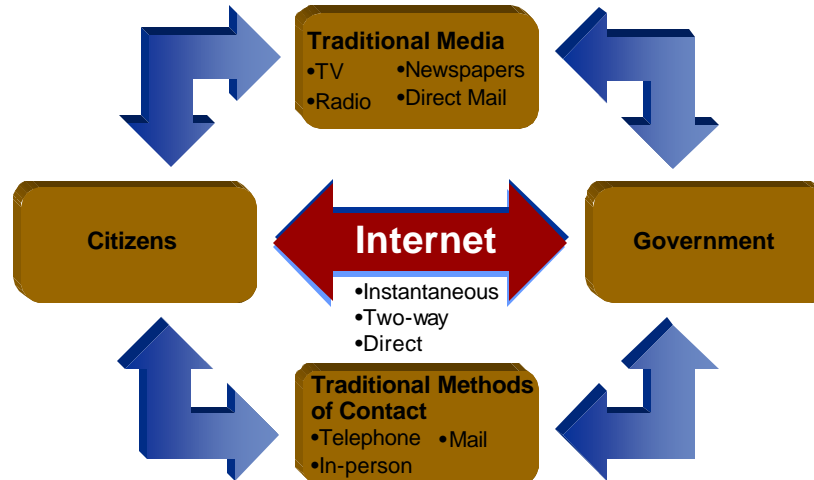 Traditional Media
•TV •Newspapers
•Radio •Direct Mail
Citizens
Internet
Government
•Instantaneous
•Two-way
•Direct
Traditional Methods
of Contact
•Telephone •Mail
•In-person